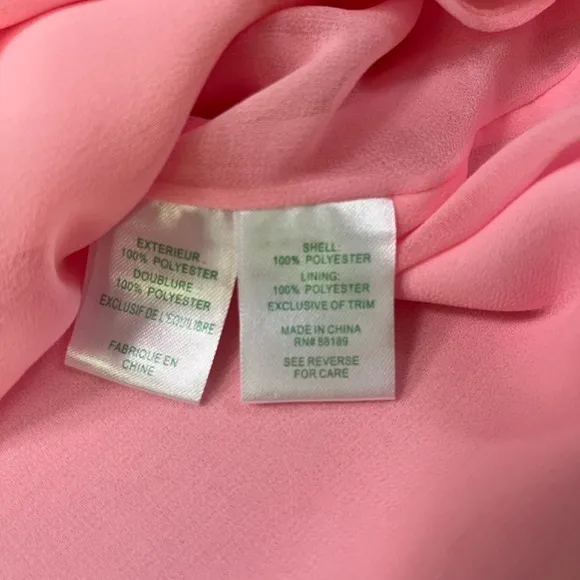 EXTERIEUR
100% POLYESTER
DOUBLURE
100% POLYESTER
EXCLUSIF DE L'EQUILIBRE
FABRIQUE EN
CHINE
SHELL:
100% POLYESTER
LINING:
100% POLYESTER
EXCLUSIVE OF TRIM
MADE IN CHINA
RN# 58189
SEE REVERSE
FOR CARE